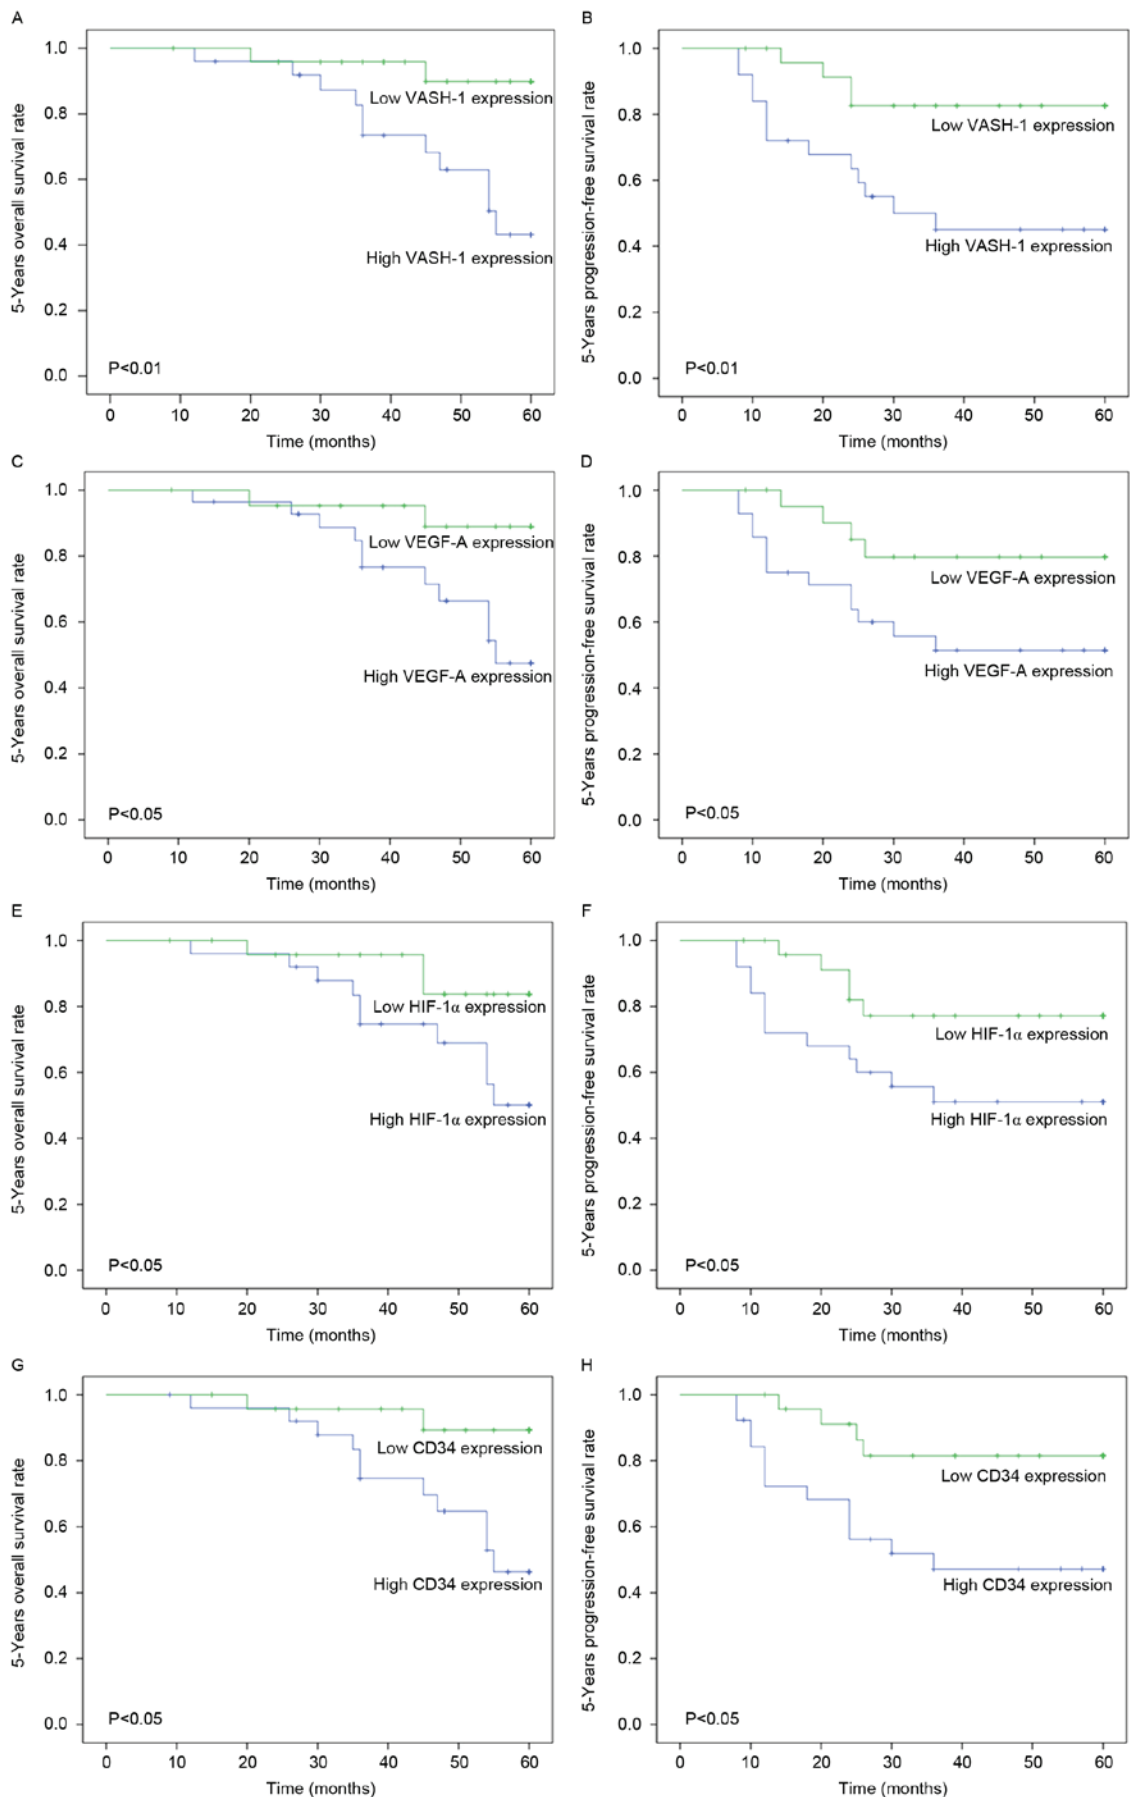 A
5-Years overall survival rate
1.0
0.8
0.6
0.4
0.2
0.0
Low VASH-1 expression
High VASH-1 expression
P<0.01
0 10 20 30 40 50 60
Time (months)
B
5-Years progression-free survival rate
1.0
0.8
0.6
0.4
0.2
0.0
Low VASH-1 expression
High VASH-1 expression
P<0.01
0 10 20 30 40 50 60
Time (months)
C
5-Years overall survival rate
1.0
0.8
0.6
0.4
0.2
0.0
Low VEGF-A expression
High VEGF-A expression
P<0.05
0 10 20 30 40 50 60
Time (months)
D
5-Years progression-free survival rate
1.0
0.8
0.6
0.4
0.2
0.0
Low VEGF-A expression
High VEGF-A expression
P<0.05
0 10 20 30 40 50 60
Time (months)
E
5-Years overall survival rate
1.0
0.8
0.6
0.4
0.2
0.0
Low HIF-1α expression
High HIF-1α expression
P<0.05
0 10 20 30 40 50 60
Time (months)
F
5-Years progression-free survival rate
1.0
0.8
0.6
0.4
0.2
0.0
Low HIF-1α expression
High HIF-1α expression
P<0.05
0 10 20 30 40 50 60
Time (months)
G
5-Years overall survival rate
1.0
0.8
0.6
0.4
0.2
0.0
Low CD34 expression
High CD34 expression
P<0.05
0 10 20 30 40 50 60
Time (months)
H
5-Years progression-free survival rate
1.0
0.8
0.6
0.4
0.2
0.0
Low CD34 expression
High CD34 expression
P<0.05
0 10 20 30 40 50 60
Time (months)